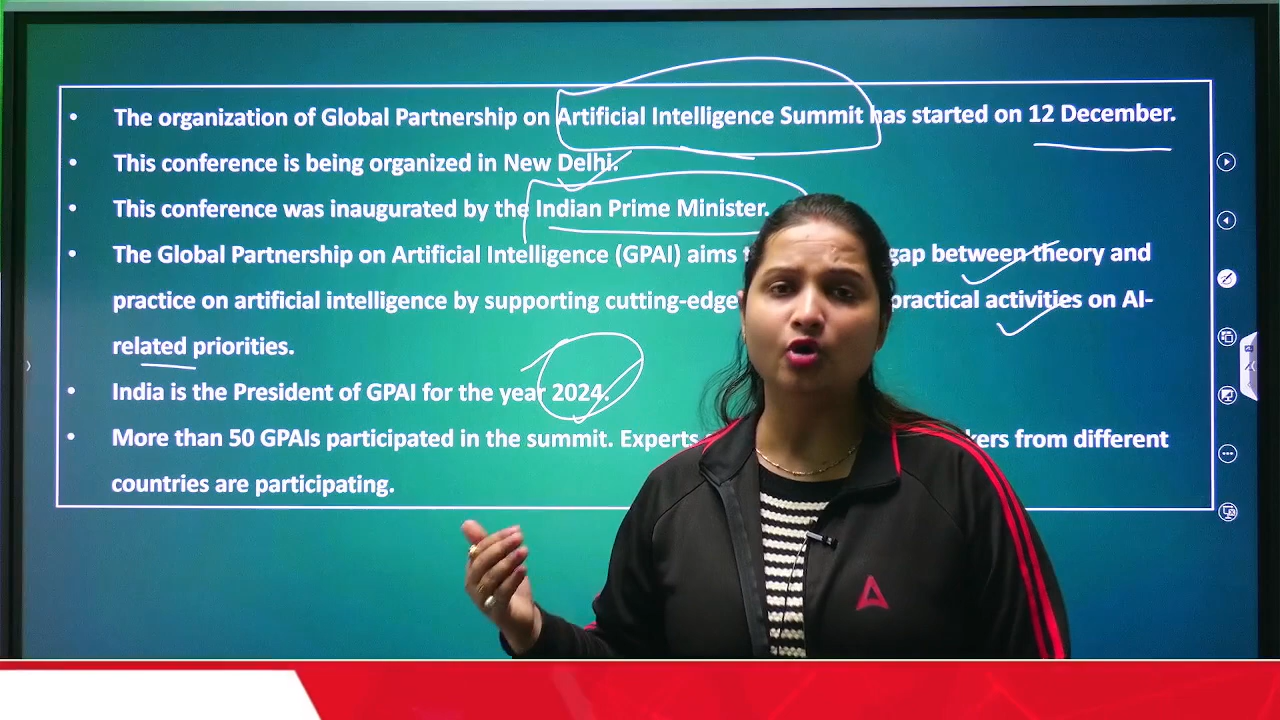 • The organization of Global Partnership on Artificial Intelligence Summit has started on 12 December.
• This conference is being organized in New Delhi.
• This conference was inaugurated by the Indian Prime Minister.
• The Global Partnership on Artificial Intelligence (GPAI) aims gap between theory and
practice on artificial intelligence by supporting cutting-edge practical activities on AI-
related priorities.
• India is the President of GPAI for the year 2024.
• More than 50 GPAIs participated in the summit. Experts from different
countries are participating.